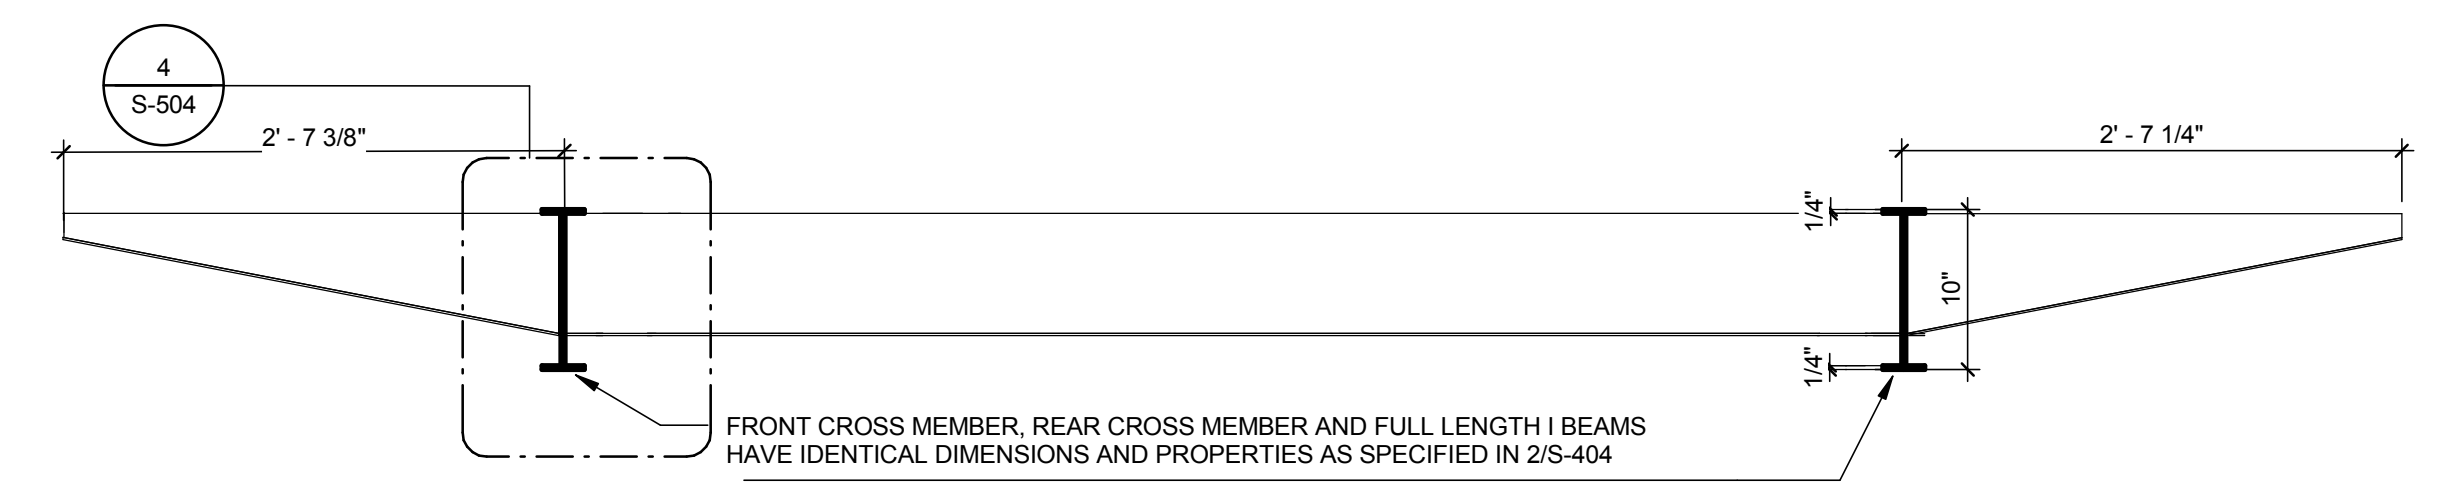 4
S-504
2' - 7 3/8"
2' - 7 1/4"
1/4"
10"
1/4"
FRONT CROSS MEMBER, REAR CROSS MEMBER AND FULL LENGTH I BEAMS
HAVE IDENTICAL DIMENSIONS AND PROPERTIES AS SPECIFIED IN 2/S-404